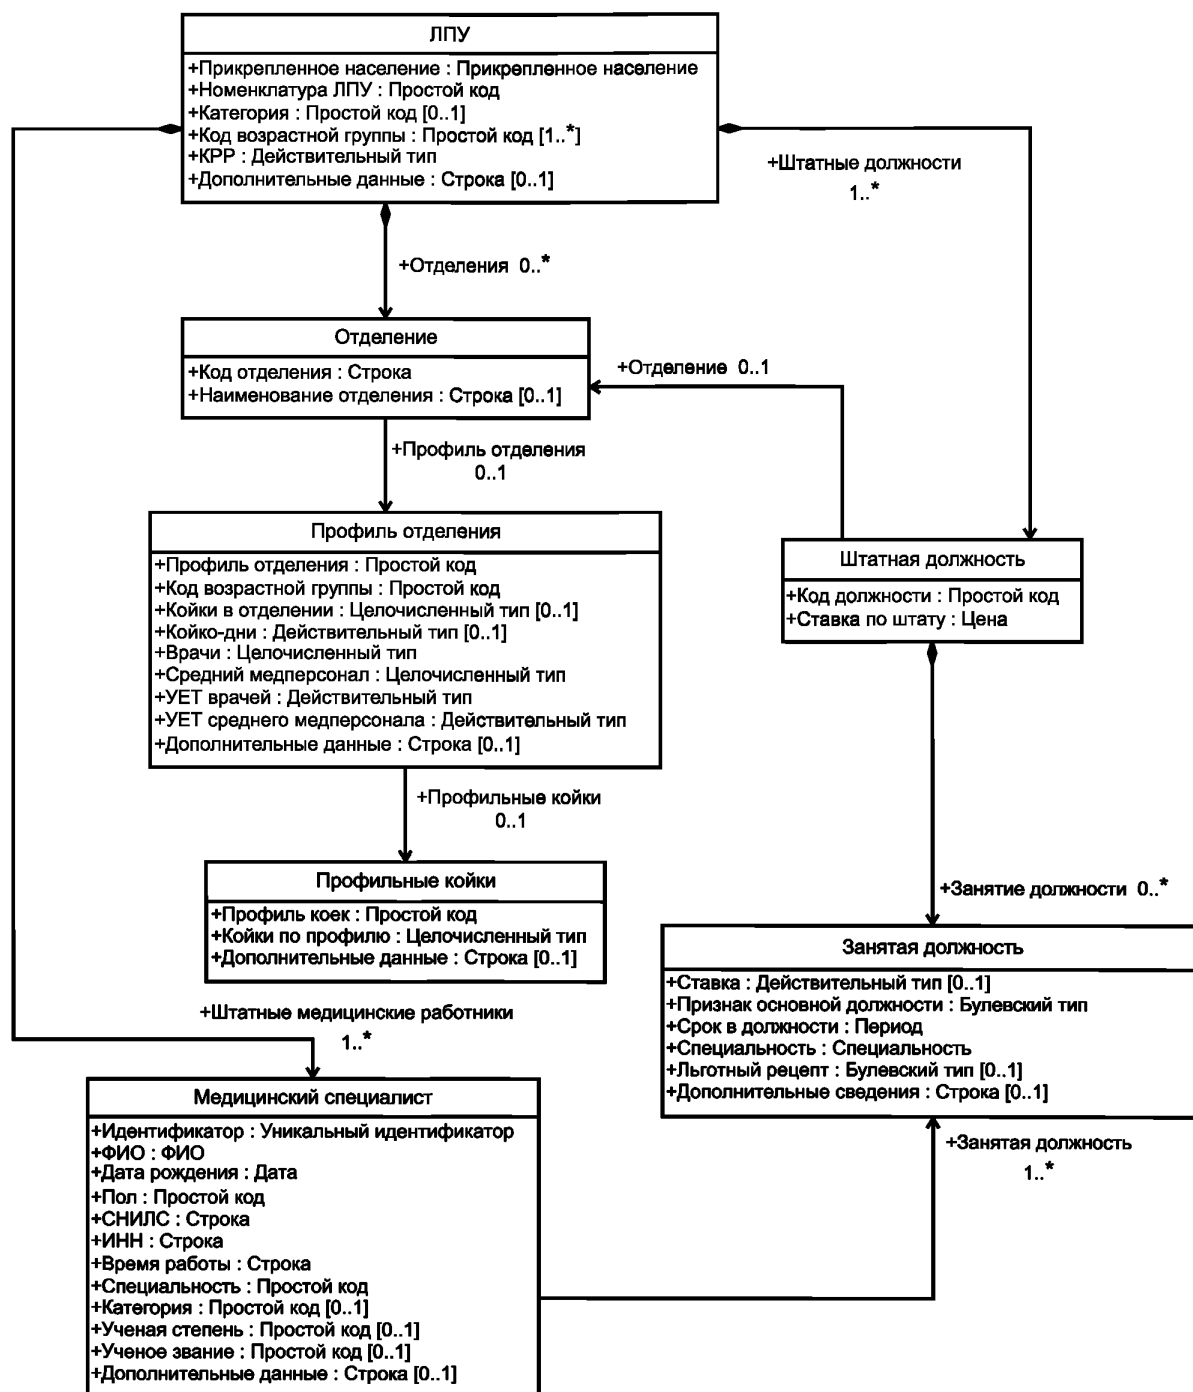 ЛПУ
+Прикрепленное население : Прикрепленное население
+Номенклатура ЛПУ : Простой код
+Категория : Простой код [0..1]
+Код возрастной группы : Простой код [1..*]
+КРР : Действительный тип
+Дополнительные данные : Строка [0..1]
+Штатные должности
1..*
+Отделения 0..*
Отделение
+Код отделения : Строка
+Наименование отделения : Строка [0..1]
+Отделение 0..1
+Профиль отделения
0..1
Профиль отделения
+Профиль отделения : Простой код
+Код возрастной группы : Простой код
+Койки в отделении : Целочисленный тип [0..1]
+Койко-дни : Действительный тип [0..1]
+Врачи : Целочисленный тип
+Средний медперсонал : Целочисленный тип
+УЕТ врачей : Действительный тип
+УЕТ среднего медперсонала : Действительный тип
+Дополнительные данные : Строка [0..1]
Штатная должность
+Код должности : Простой код
+Ставка по штату : Цена
+Профильные койки
0..1
Профильные койки
+Профиль коек : Простой код
+Койки по профилю : Целочисленный тип
+Дополнительные данные : Строка [0..1]
+Занятие должности 0..*
Занятая должность
+Ставка : Действительный тип [0..1]
+Признак основной должности : Булевский тип
+Срок в должности : Период
+Специальность : Специальность
+Льготный рецепт : Булевский тип [0..1]
+Дополнительные сведения : Строка [0..1]
+Штатные медицинские работники
1..*
Медицинский специалист
+Идентификатор : Уникальный идентификатор
+ФИО : ФИО
+Дата рождения : Дата
+Пол : Простой код
+СНИЛС : Строка
+ИНН : Строка
+Время работы : Строка
+Специальность : Простой код
+Категория : Простой код [0..1]
+Ученая степень : Простой код [0..1]
+Ученое звание : Простой код [0..1]
+Дополнительные данные : Строка [0..1]
+Занятая должность
1..*